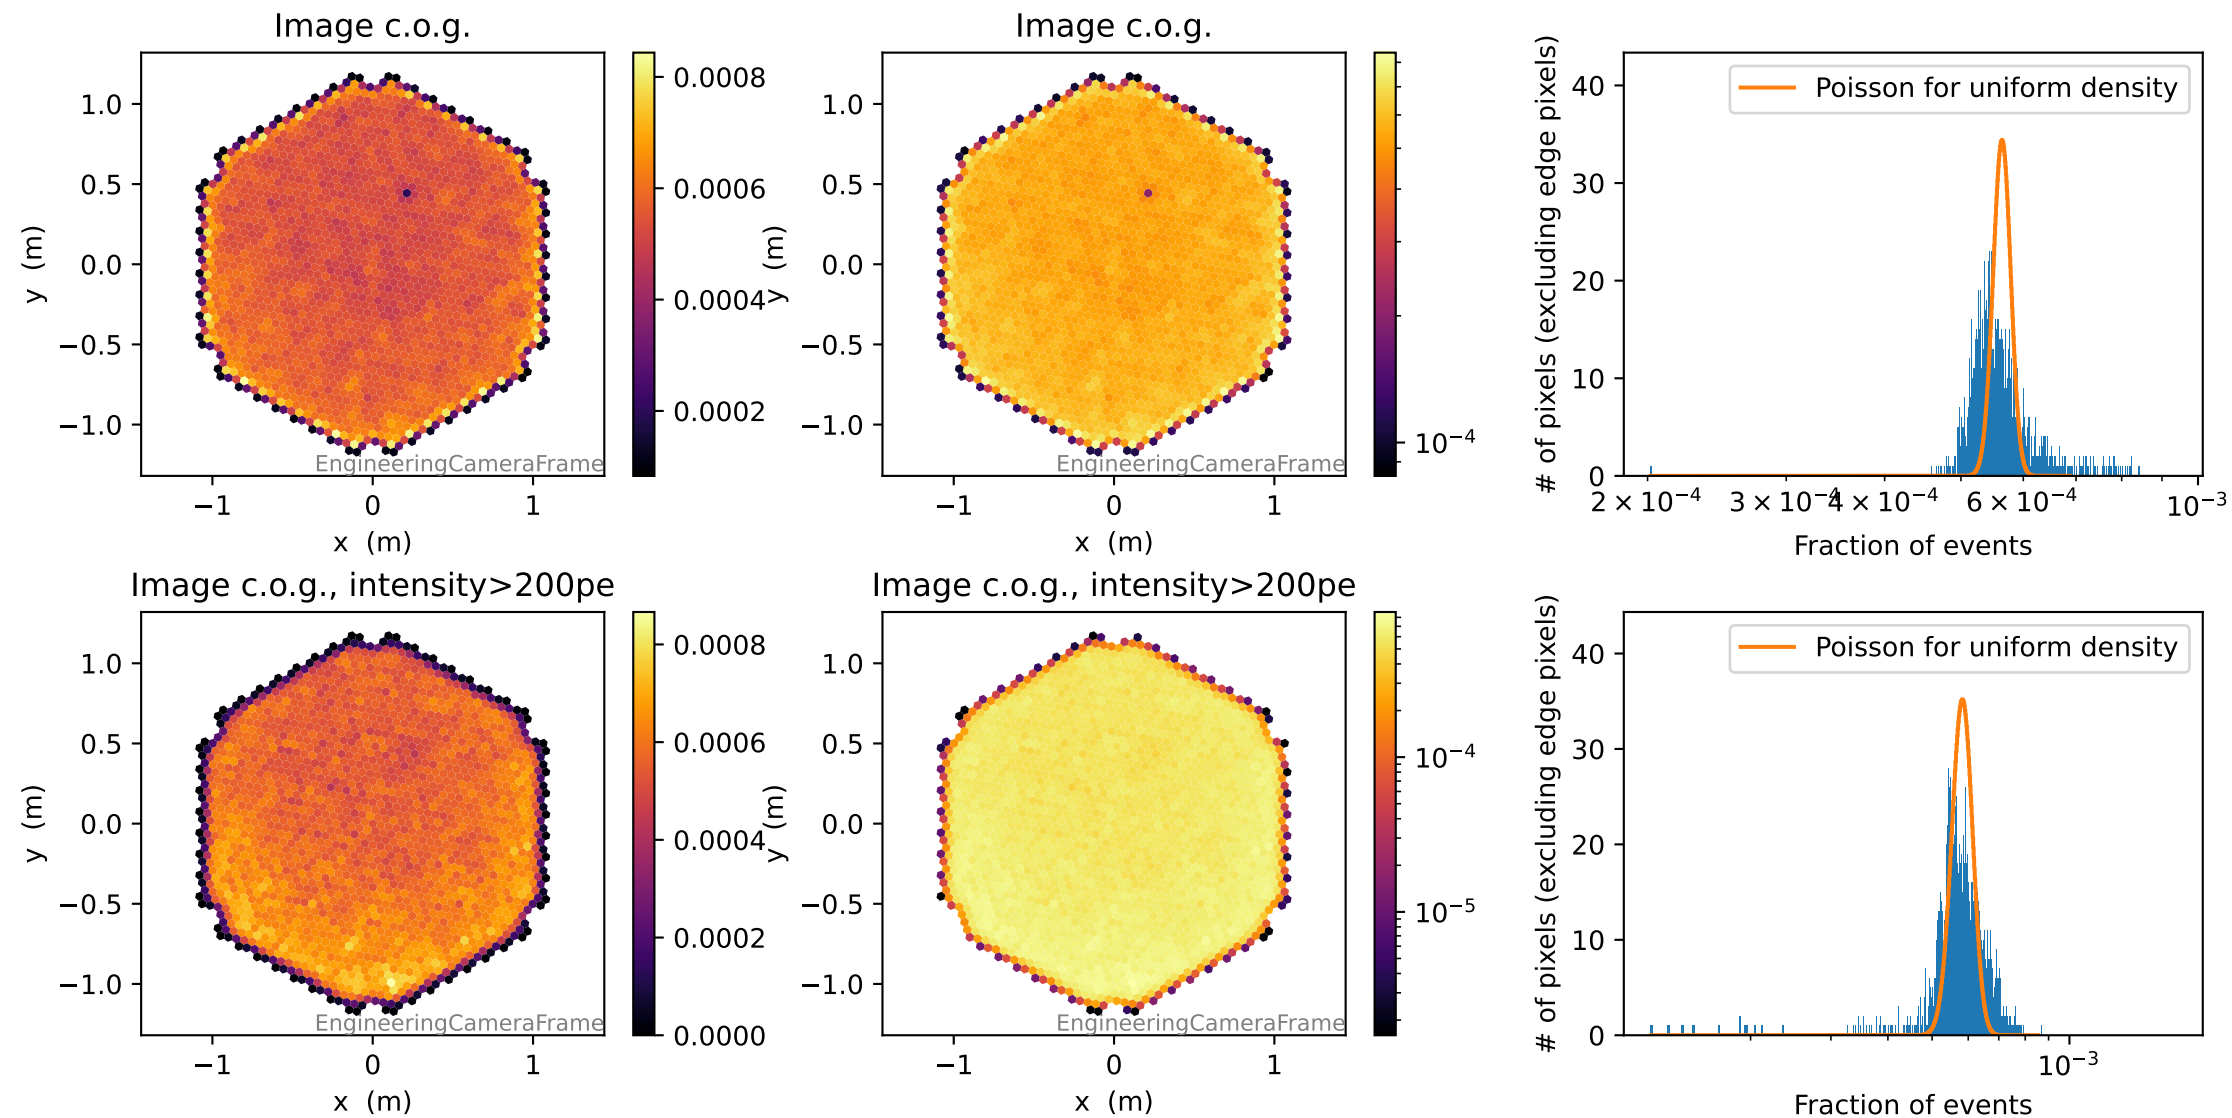 Image c.o.g.
1.0
0.5
0.0
−0.5
−1.0
y (m)
−1
0
1
x (m)
EngineeringCameraFrame
0.0008
0.0006
0.0004
0.0002
Image c.o.g.
1.0
0.5
0.0
−0.5
−1.0
y (m)
−1
0
1
x (m)
EngineeringCameraFrame
10⁻⁴
# of pixels (excluding edge pixels)
40
30
20
10
0
Poisson for uniform density
2 × 10⁻⁴
3 × 10⁻⁴
4 × 10⁻⁴
6 × 10⁻⁴
10⁻³
Fraction of events
Image c.o.g., intensity>200pe
1.0
0.5
0.0
−0.5
−1.0
y (m)
−1
0
1
x (m)
EngineeringCameraFrame
0.0008
0.0006
0.0004
0.0002
0.0000
Image c.o.g., intensity>200pe
1.0
0.5
0.0
−0.5
−1.0
y (m)
−1
0
1
x (m)
EngineeringCameraFrame
10⁻⁴
10⁻⁵
# of pixels (excluding edge pixels)
40
30
20
10
0
Poisson for uniform density
10⁻³
Fraction of events